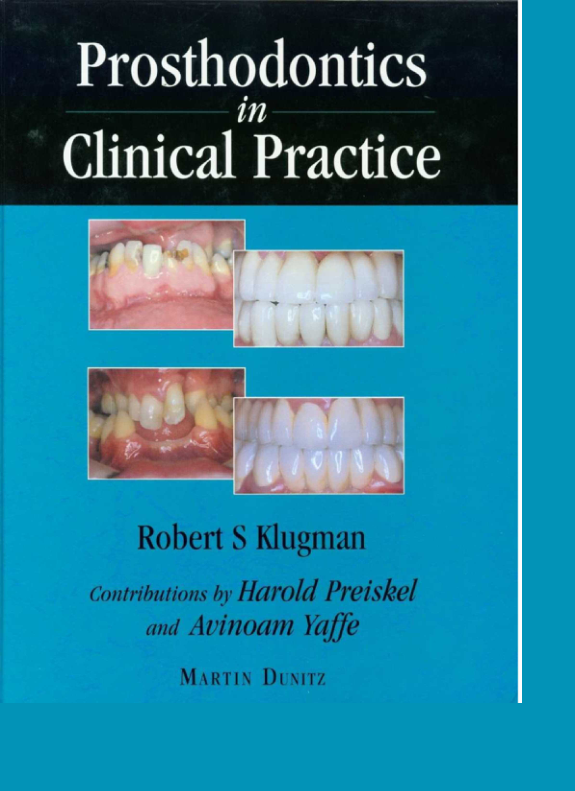 Prosthodontics
in
Clinical Practice
Robert S Klugman
Contributions by Harold Preiskel
and Avinoam Yaffe
MARTIN DUNITZ